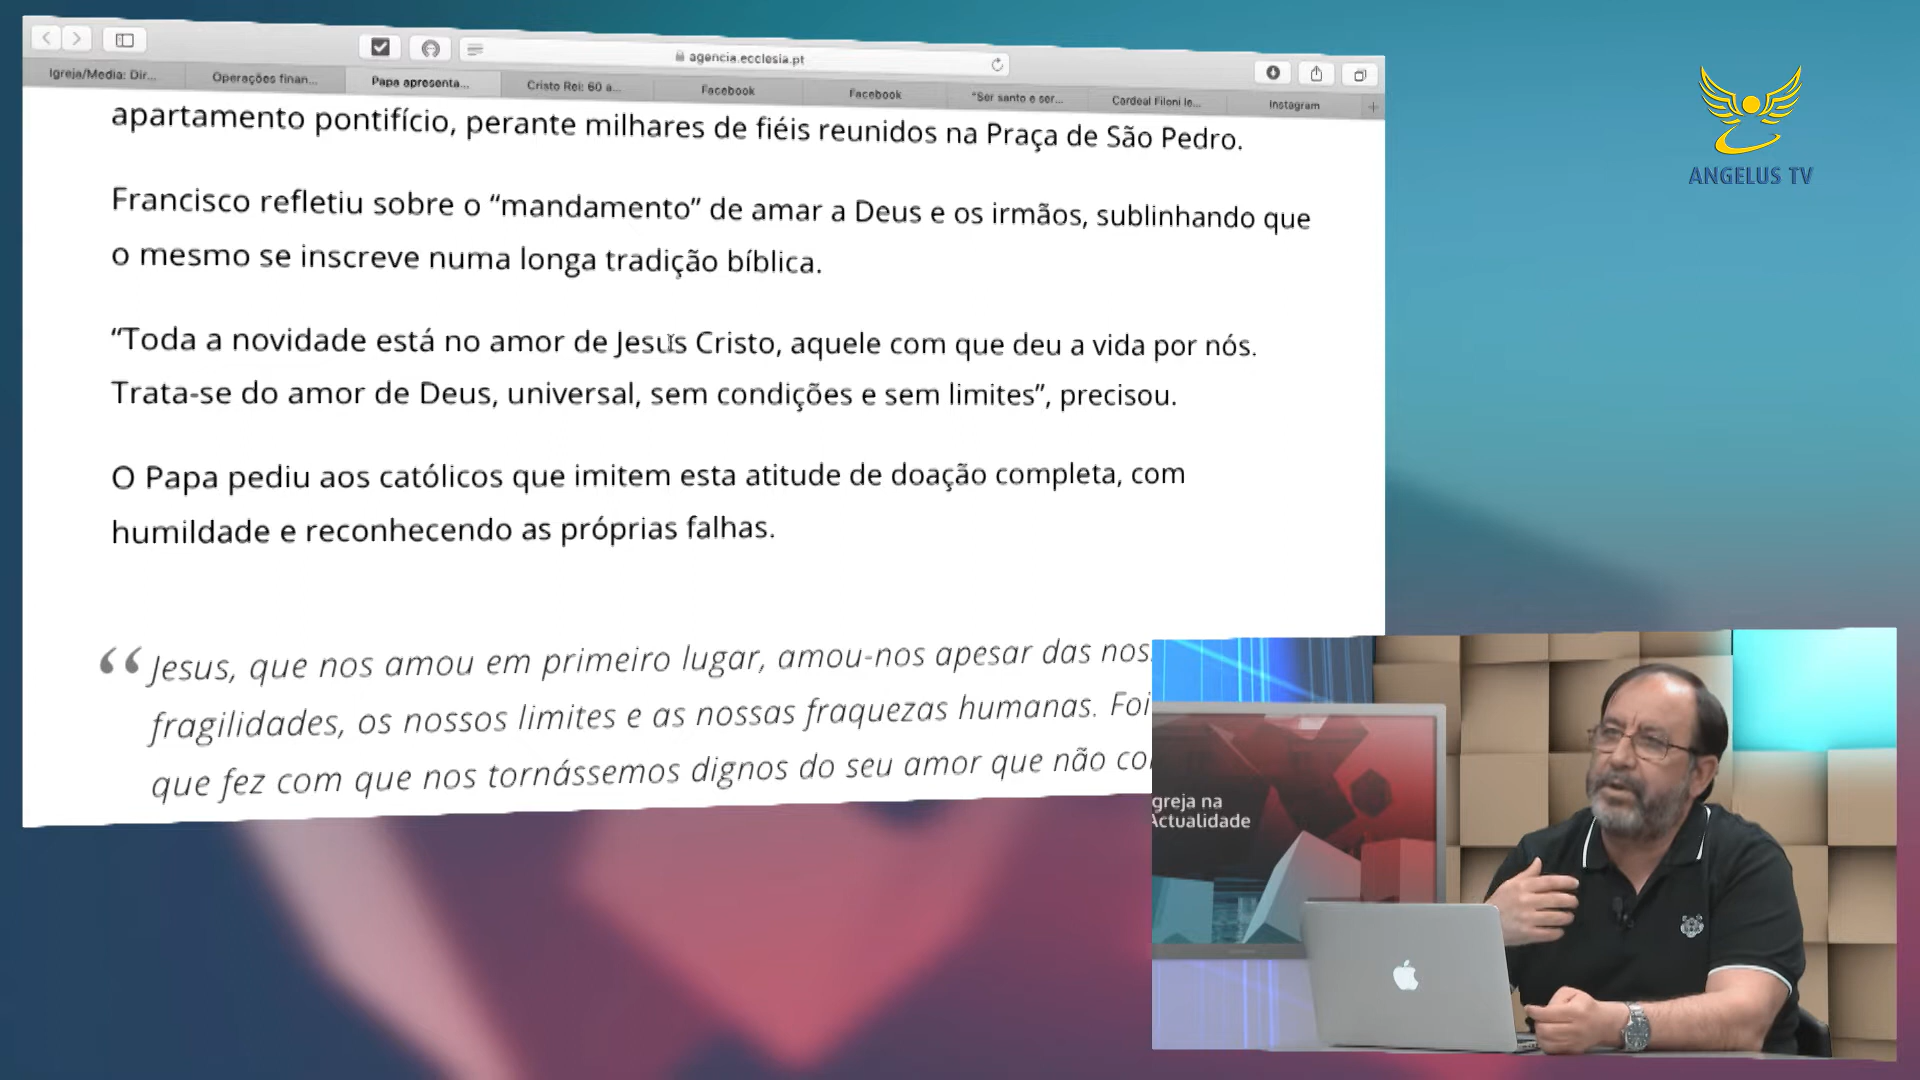 agencia.ecclesia.pt
Igreja/Media: Dir...
Operações finan...
Papa apresenta...
Cristo Rei: 60 a...
Facebook
Facebook
"Ser santo e ser...
Cardeal Filoni le...
Instagram
apartamento pontifício, perante milhares de fiéis reunidos na Praça de São Pedro.
Francisco refletiu sobre o “mandamento” de amar a Deus e os irmãos, sublinhando que
o mesmo se inscreve numa longa tradição bíblica.
“Toda a novidade está no amor de Jesus Cristo, aquele com que deu a vida por nós.
Trata-se do amor de Deus, universal, sem condições e sem limites”, precisou.
O Papa pediu aos católicos que imitem esta atitude de doação completa, com
humildade e reconhecendo as próprias falhas.
“ Jesus, que nos amou em primeiro lugar, amou-nos apesar das nos
fragilidades, os nossos limites e as nossas fraquezas humanas. Foi
que fez com que nos tornássemos dignos do seu amor que não co
ANGELUS TV
greja na
Actualidade